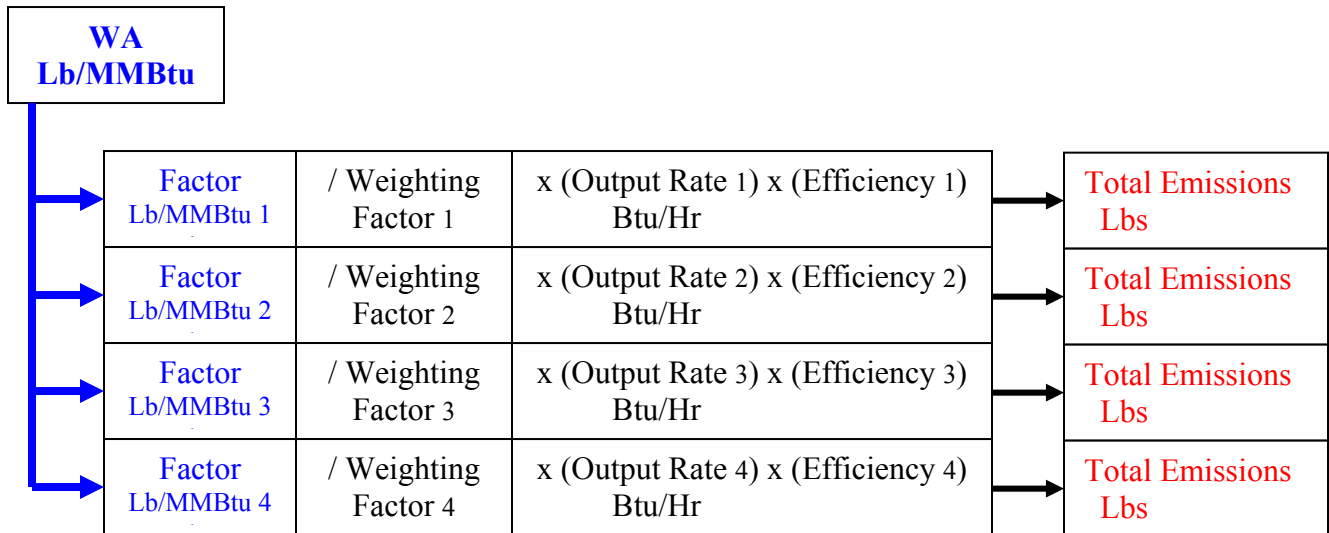 WA
Lb/MMBtu
Factor / Weighting x (Output Rate 1) x (Efficiency 1) Total Emissions
Lb/MMBtu 1 Factor 1 Btu/Hr Lbs
Factor / Weighting x (Output Rate 2) x (Efficiency 2) Total Emissions
Lb/MMBtu 2 Factor 2 Btu/Hr Lbs
Factor / Weighting x (Output Rate 3) x (Efficiency 3) Total Emissions
Lb/MMBtu 3 Factor 3 Btu/Hr Lbs
Factor / Weighting x (Output Rate 4) x (Efficiency 4) Total Emissions
Lb/MMBtu 4 Factor 4 Btu/Hr Lbs